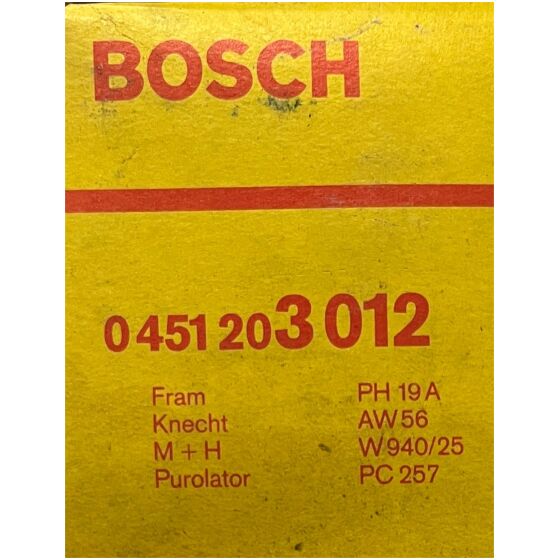 BOSCH
0 451 203 012
Fram PH 19 A
Knecht AW 56
M + H W 940/25
Purolator PC 257